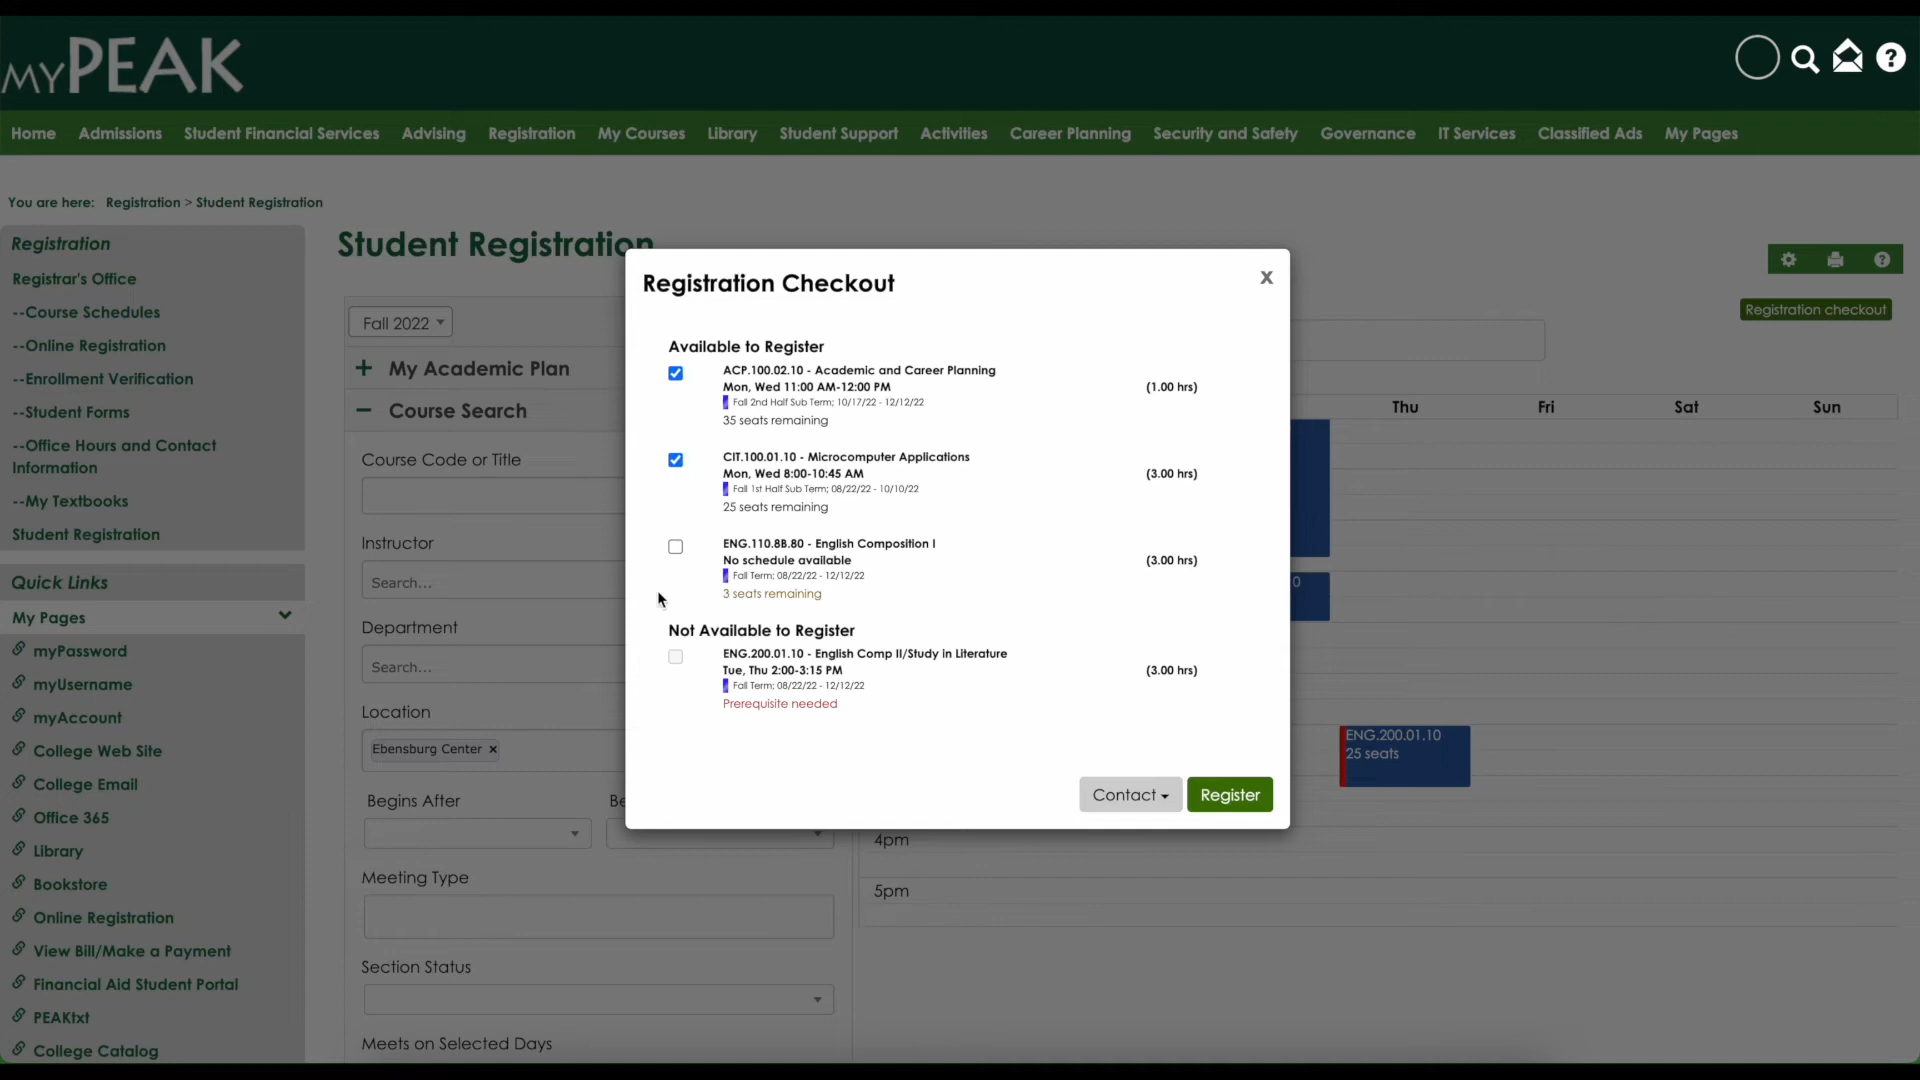 myPEAK
Home Admissions Student Financial Services Advising Registration My Courses Library Student Support Activities Career Planning Security and Safety Governance IT Services Classified Ads My Pages
You are here: Registration > Student Registration
Registration
Registrar's Office
--Course Schedules
--Online Registration
--Enrollment Verification
--Student Forms
--Office Hours and Contact
Information
--My Textbooks
Student Registration
Quick Links
My Pages
myPassword
myUsername
myAccount
College Web Site
College Email
Office 365
Library
Bookstore
Online Registration
View Bill/Make a Payment
Financial Aid Student Portal
PEAKtxt
College Catalog
Student Registration
Registration checkout
Fall 2022
+ My Academic Plan
− Course Search
Course Code or Title
Instructor
Search...
Department
Search...
Location
Ebensburg Center ×
Begins After Be
Meeting Type
Section Status
Meets on Selected Days
Registration Checkout X
Available to Register
ACP.100.02.10 - Academic and Career Planning
Mon, Wed 11:00 AM-12:00 PM (1.00 hrs)
Fall 2nd Half Sub Term; 10/17/22 - 12/12/22
35 seats remaining
CIT.100.01.10 - Microcomputer Applications
Mon, Wed 8:00-10:45 AM (3.00 hrs)
Fall 1st Half Sub Term; 08/22/22 - 10/10/22
25 seats remaining
ENG.110.8B.80 - English Composition I
No schedule available (3.00 hrs)
Fall Term; 08/22/22 - 12/12/22
3 seats remaining
Not Available to Register
ENG.200.01.10 - English Comp II/Study in Literature
Tue, Thu 2:00-3:15 PM (3.00 hrs)
Fall Term; 08/22/22 - 12/12/22
Prerequisite needed
Contact Register
Thu Fri Sat Sun
0
ENG.200.01.10
25 seats
4pm
5pm